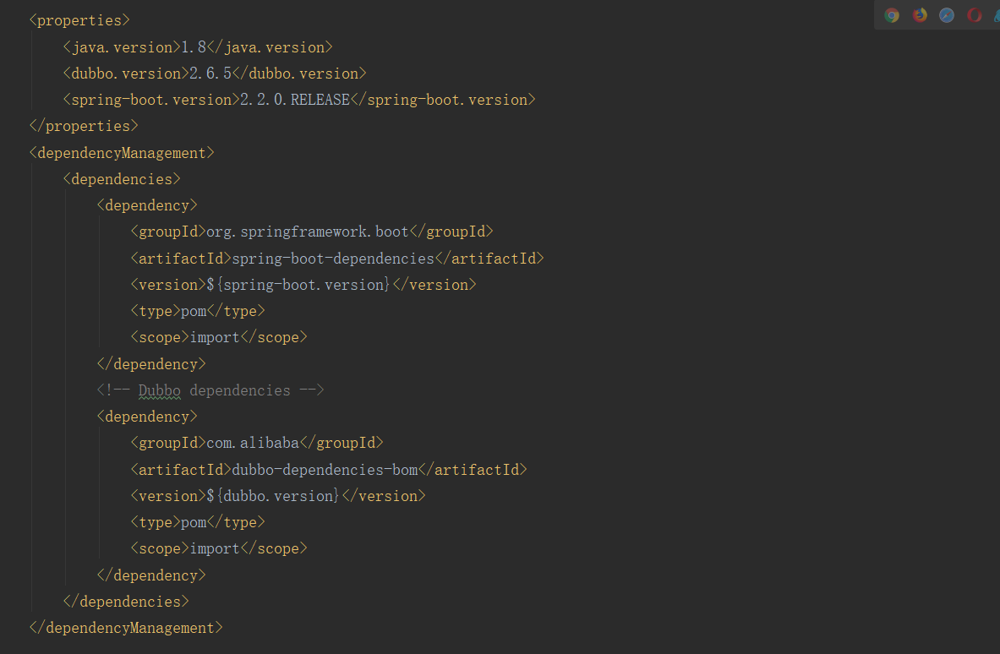 <properties>
<java.version>1.8</java.version>
<dubbo.version>2.6.5</dubbo.version>
<spring-boot.version>2.2.0.RELEASE</spring-boot.version>
</properties>
<dependencyManagement>
<dependencies>
<dependency>
<groupId>org.springframework.boot</groupId>
<artifactId>spring-boot-dependencies</artifactId>
<version>${spring-boot.version}</version>
<type>pom</type>
<scope>import</scope>
</dependency>
<!-- Dubbo dependencies -->
<dependency>
<groupId>com.alibaba</groupId>
<artifactId>dubbo-dependencies-bom</artifactId>
<version>${dubbo.version}</version>
<type>pom</type>
<scope>import</scope>
</dependency>
</dependencies>
</dependencyManagement>